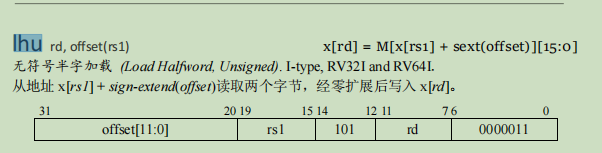 lhu rd, offset(rs1) x[rd] = M[x[rs1] + sext(offset)][15:0]
无符号半字加载 (Load Halfword, Unsigned). I-type, RV32I and RV64I.
从地址 x[rs1] + sign-extend(offset)读取两个字节，经零扩展后写入 x[rd]。
31 20 19 15 14 12 11 7 6 0
offset[11:0] rs1 101 rd 0000011